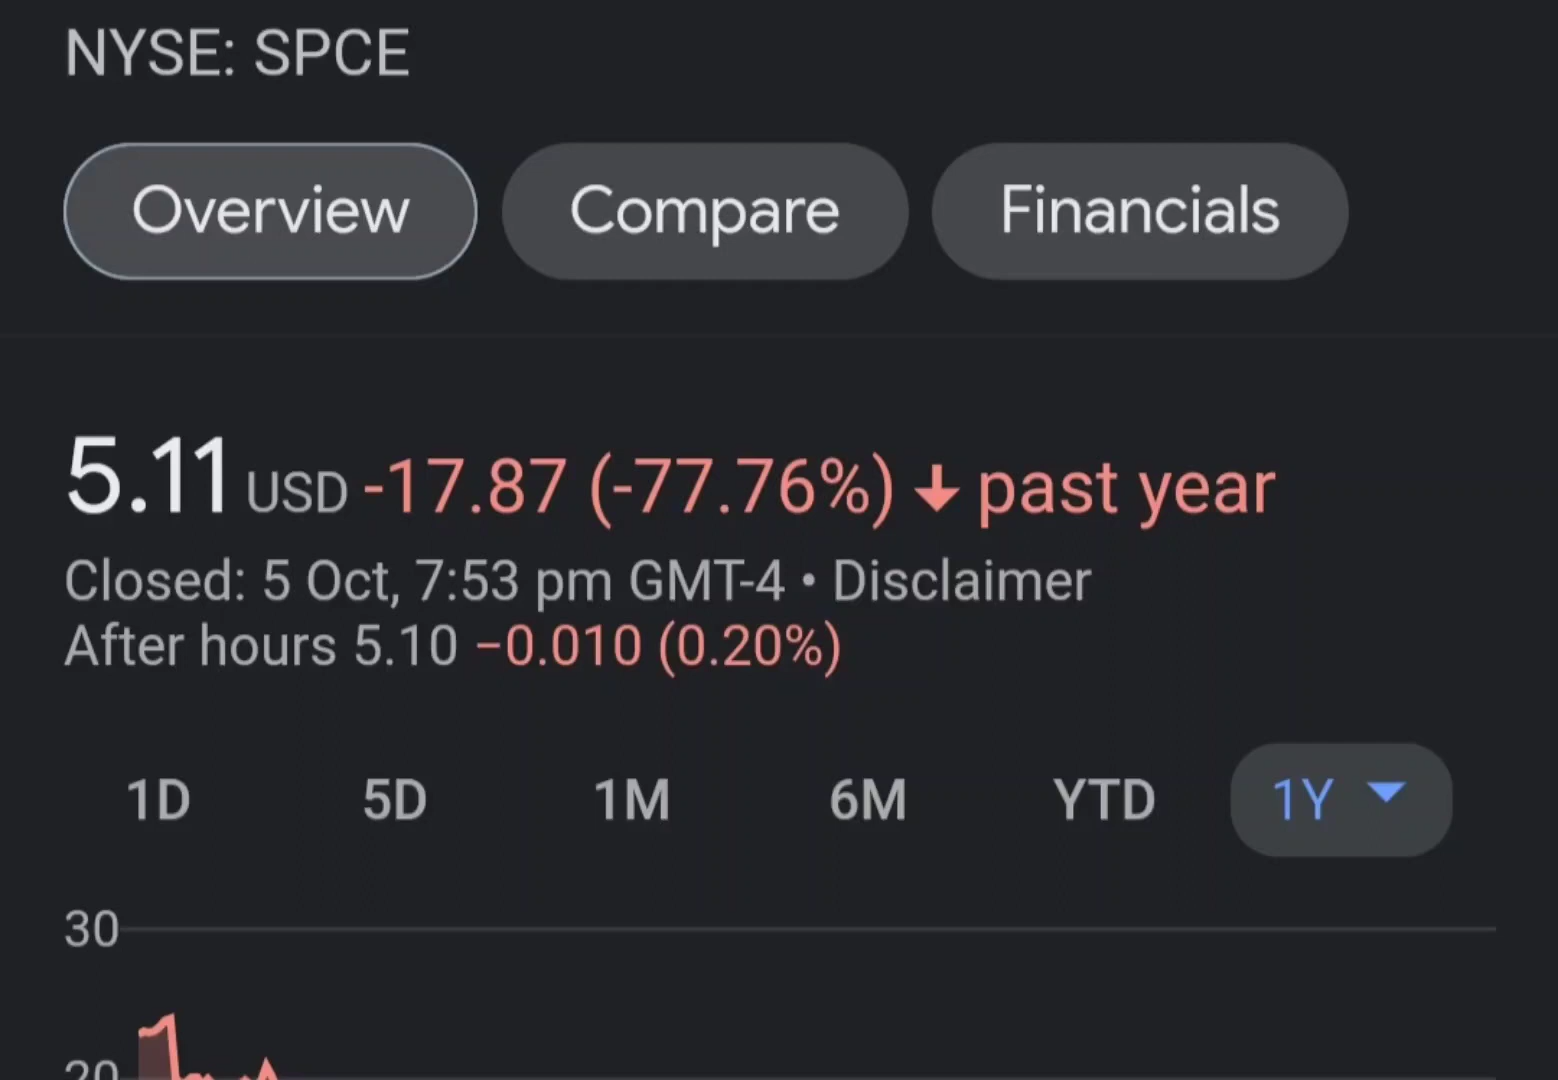 NYSE: SPCE
Overview Compare Financials
5.11 USD -17.87 (-77.76%) ↓ past year
Closed: 5 Oct, 7:53 pm GMT-4 • Disclaimer
After hours 5.10 −0.010 (0.20%)
1D 5D 1M 6M YTD 1Y
30
20